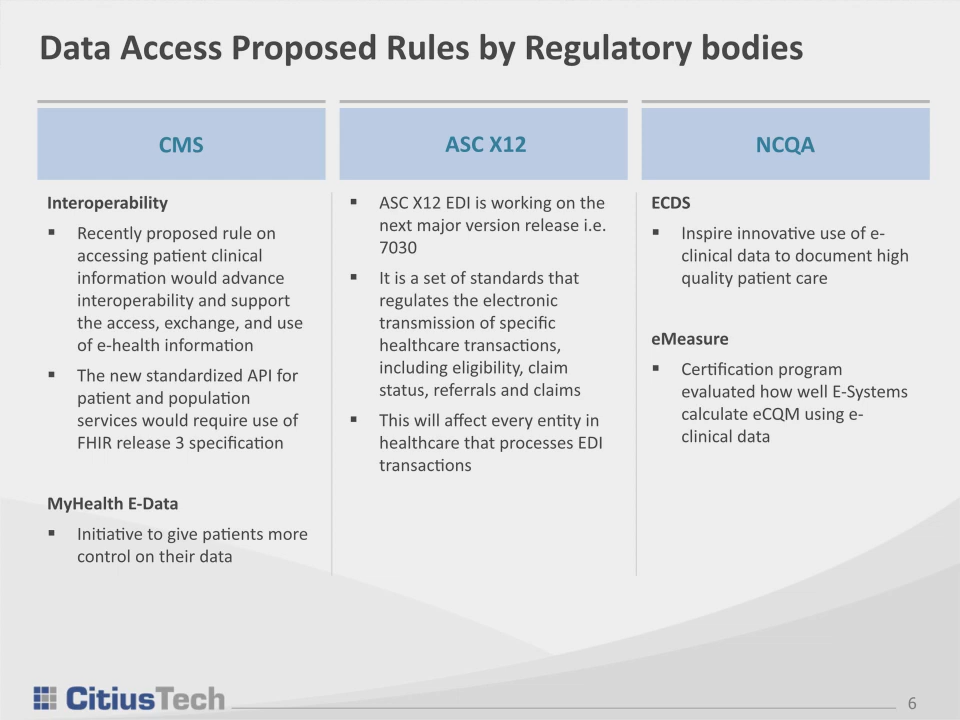 Data Access Proposed Rules by Regulatory bodies
CMS
Interoperability
▪ Recently proposed rule on
accessing patient clinical
information would advance
interoperability and support
the access, exchange, and use
of e-health information
▪ The new standardized API for
patient and population
services would require use of
FHIR release 3 specification
MyHealth E-Data
▪ Initiative to give patients more
control on their data
ASC X12
▪ ASC X12 EDI is working on the
next major version release i.e.
7030
▪ It is a set of standards that
regulates the electronic
transmission of specific
healthcare transactions,
including eligibility, claim
status, referrals and claims
▪ This will affect every entity in
healthcare that processes EDI
transactions
NCQA
ECDS
▪ Inspire innovative use of e-
clinical data to document high
quality patient care
eMeasure
▪ Certification program
evaluated how well E-Systems
calculate eCQM using e-
clinical data
CitiusTech
6